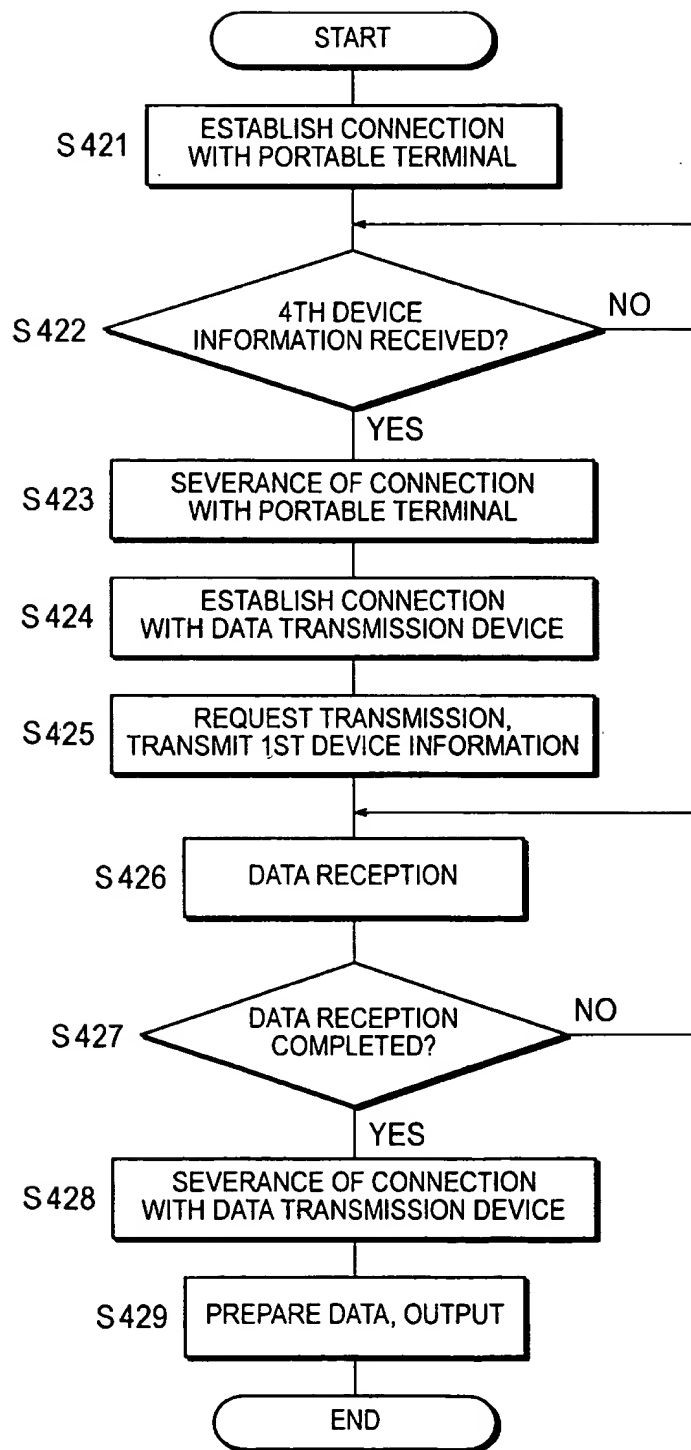 START
S421
ESTABLISH CONNECTION
WITH PORTABLE TERMINAL
S422
4TH DEVICE
INFORMATION RECEIVED?
NO
YES
S423
SEVERANCE OF CONNECTION
WITH PORTABLE TERMINAL
S424
ESTABLISH CONNECTION
WITH DATA TRANSMISSION DEVICE
S425
REQUEST TRANSMISSION,
TRANSMIT 1ST DEVICE INFORMATION
S426
DATA RECEPTION
S427
DATA RECEPTION
COMPLETED?
NO
YES
S428
SEVERANCE OF CONNECTION
WITH DATA TRANSMISSION DEVICE
S429
PREPARE DATA, OUTPUT
END